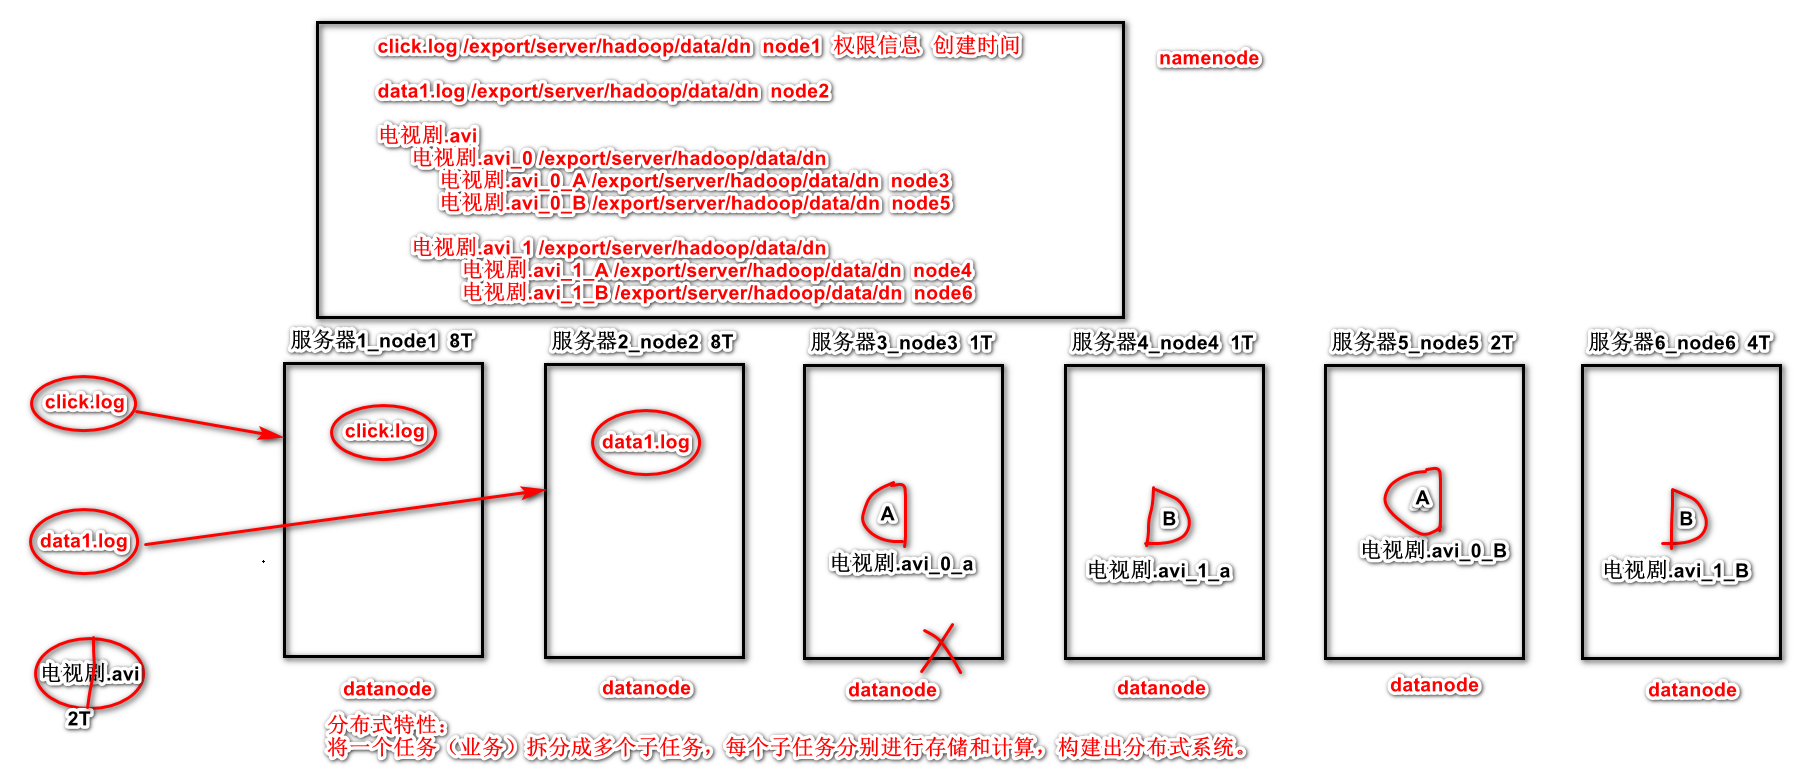 click.log /export/server/hadoop/data/dn node1 权限信息 创建时间
namenode
data1.log /export/server/hadoop/data/dn node2
电视剧.avi
电视剧.avi_0 /export/server/hadoop/data/dn
电视剧.avi_0_A /export/server/hadoop/data/dn node3
电视剧.avi_0_B /export/server/hadoop/data/dn node5
电视剧.avi_1 /export/server/hadoop/data/dn
电视剧.avi_1_A /export/server/hadoop/data/dn node4
电视剧.avi_1_B /export/server/hadoop/data/dn node6
服务器1_node1 8T
服务器2_node2 8T
服务器3_node3 1T
服务器4_node4 1T
服务器5_node5 2T
服务器6_node6 4T
click.log
click.log
data1.log
A
B
A
B
data1.log
电视剧.avi_0_a
电视剧.avi_1_a
电视剧.avi_0_B
电视剧.avi_1_B
电视剧.avi
2T
datanode
datanode
datanode
datanode
datanode
datanode
分布式特性：
将一个任务（业务）拆分成多个子任务，每个子任务分别进行存储和计算，构建出分布式系统。